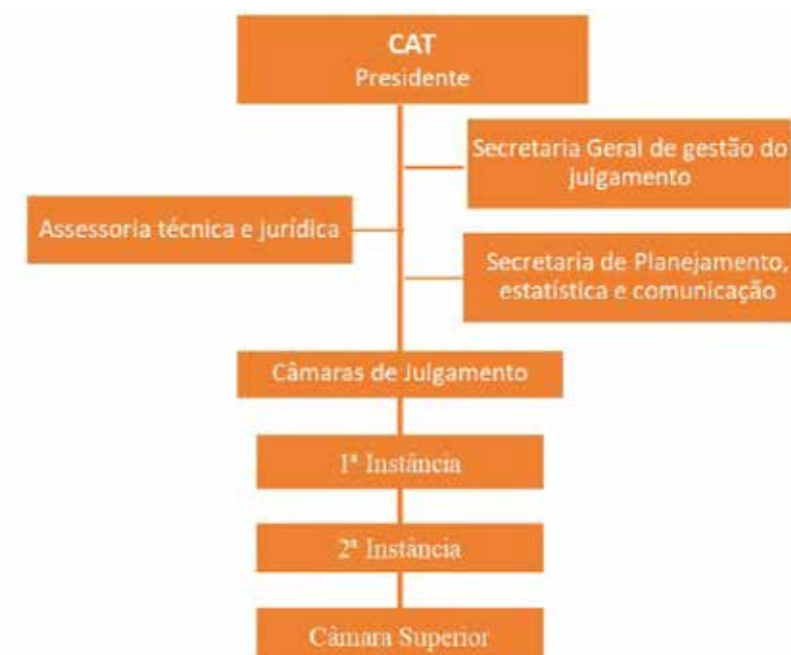 CAT
Presidente
Secretaria Geral de gestão do
julgamento
Assessoria técnica e jurídica
Secretaria de Planejamento,
estatística e comunicação
Câmaras de Julgamento
1ª Instância
2ª Instância
Câmara Superior